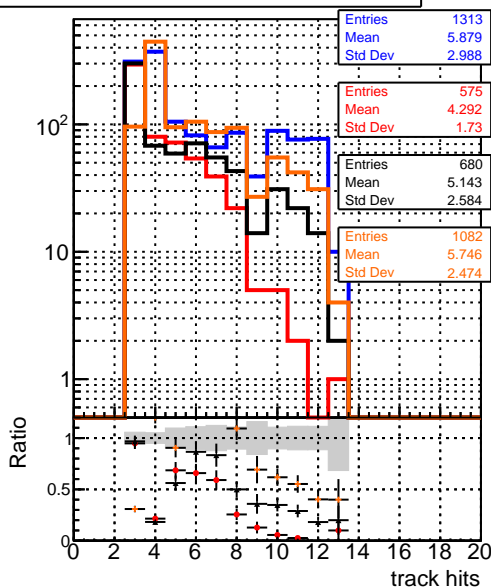 Entries 1313
Mean 5.879
Std Dev 2.988
Entries 575
Mean 4.292
Std Dev 1.73
Entries 680
Mean 5.143
Std Dev 2.584
Entries 1082
Mean 5.746
Std Dev 2.474
10²
10
1
Ratio
1
0.5
0
0 2 4 6 8 10 12 14 16 18 20
track hits